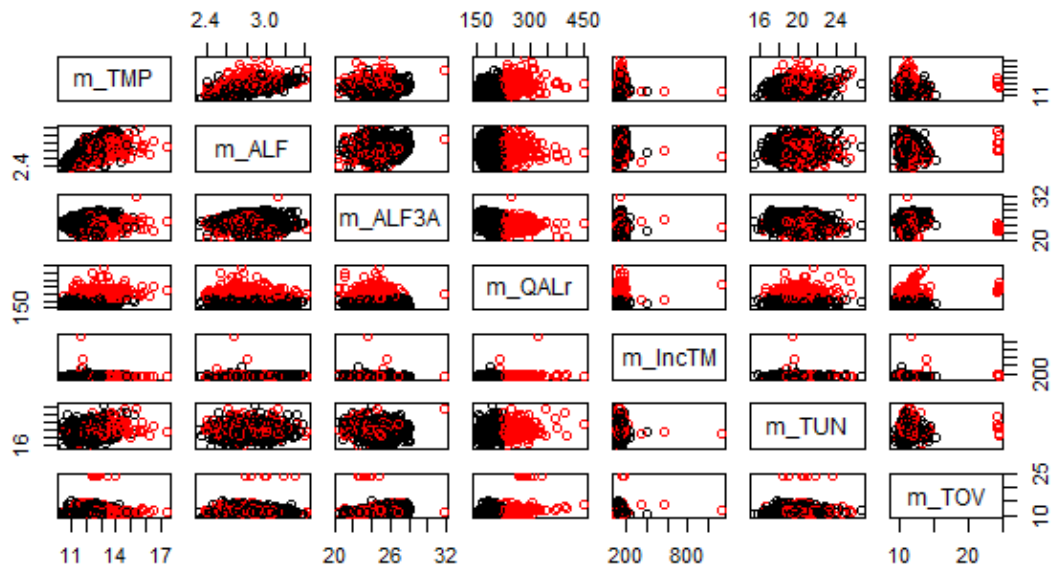 2.4 3.0 150 300 450 16 20 24
m_TMP 11
2.4 m_ALF
m_ALF3A 20 32
150 m_QALr
m_IncTM 200
16 m_TUN
m_TOV 10 25
11 14 17 20 26 32 200 800 10 20